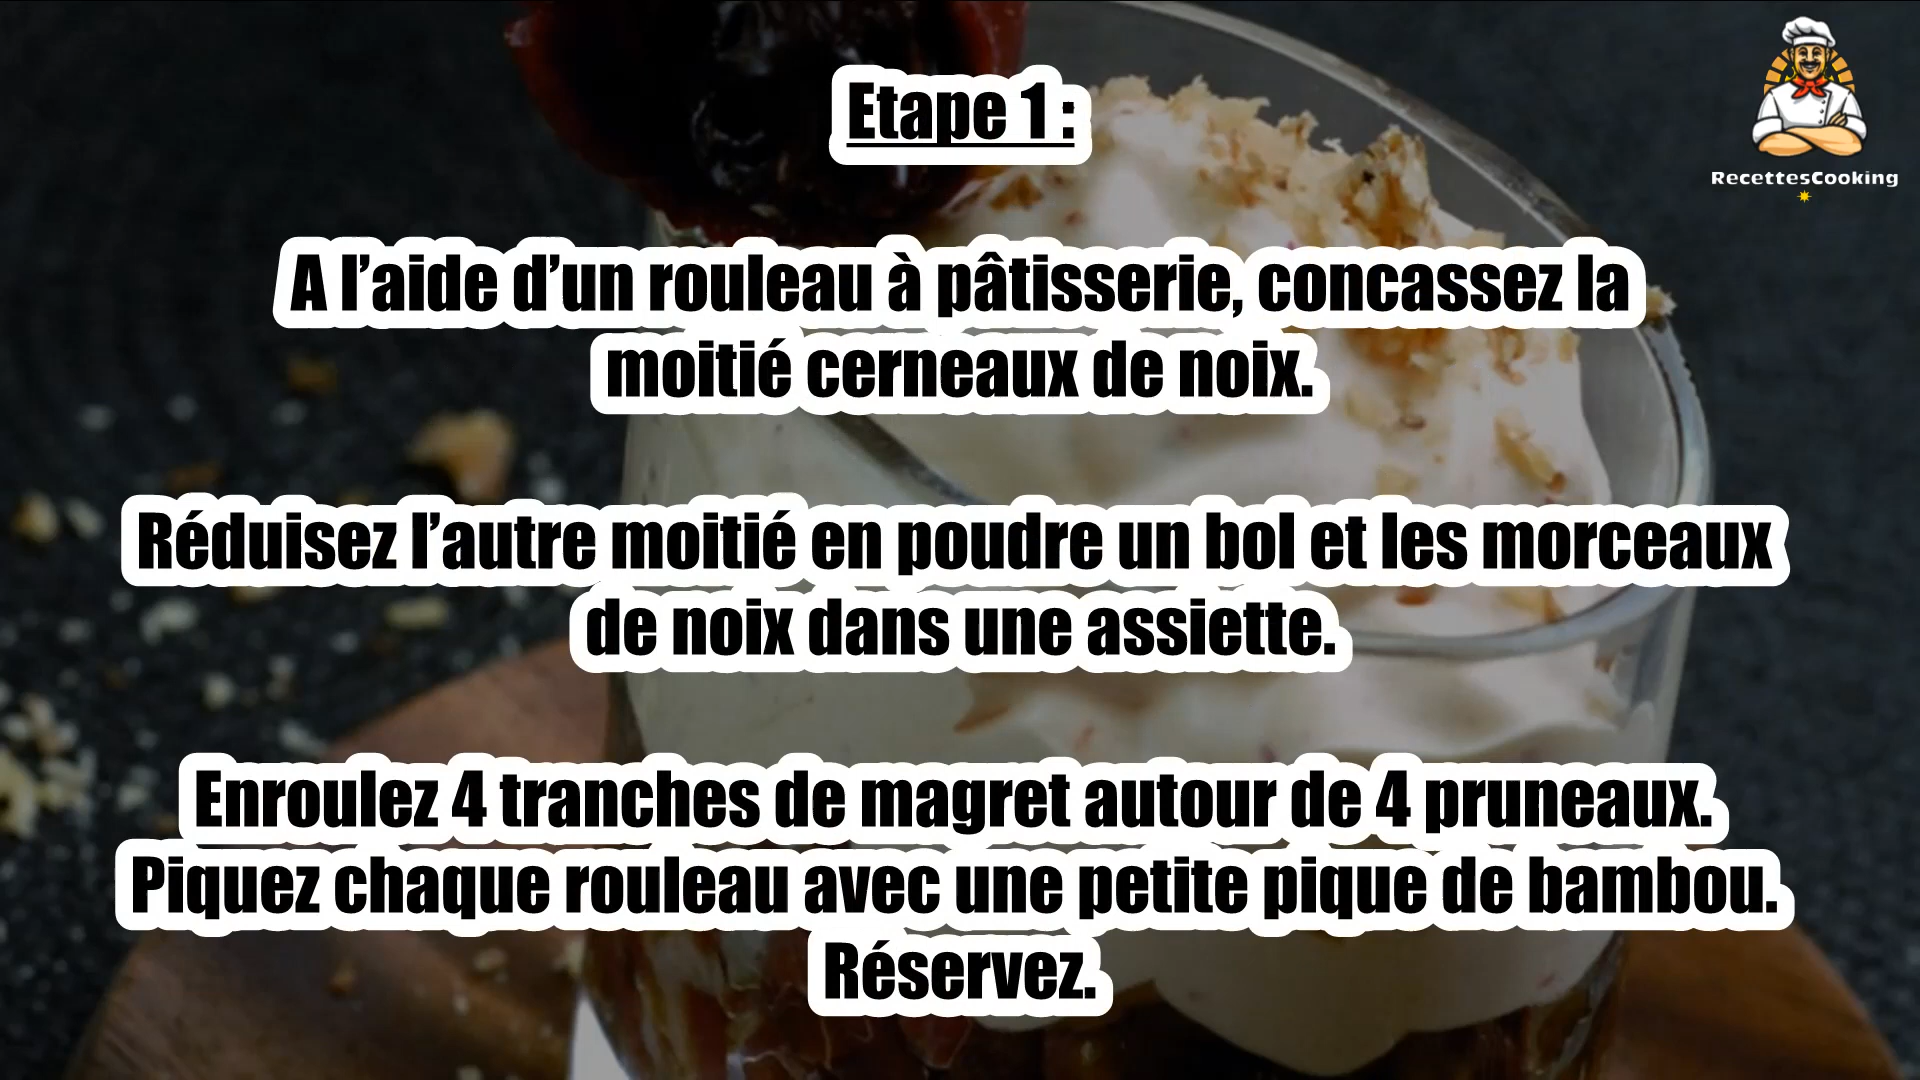 Etape 1 :
RecettesCooking
A l’aide d’un rouleau à pâtisserie, concassez la
moitié cerneaux de noix.
Réduisez l’autre moitié en poudre un bol et les morceaux
de noix dans une assiette.
Enroulez 4 tranches de magret autour de 4 pruneaux.
Piquez chaque rouleau avec une petite pique de bambou.
Réservez.